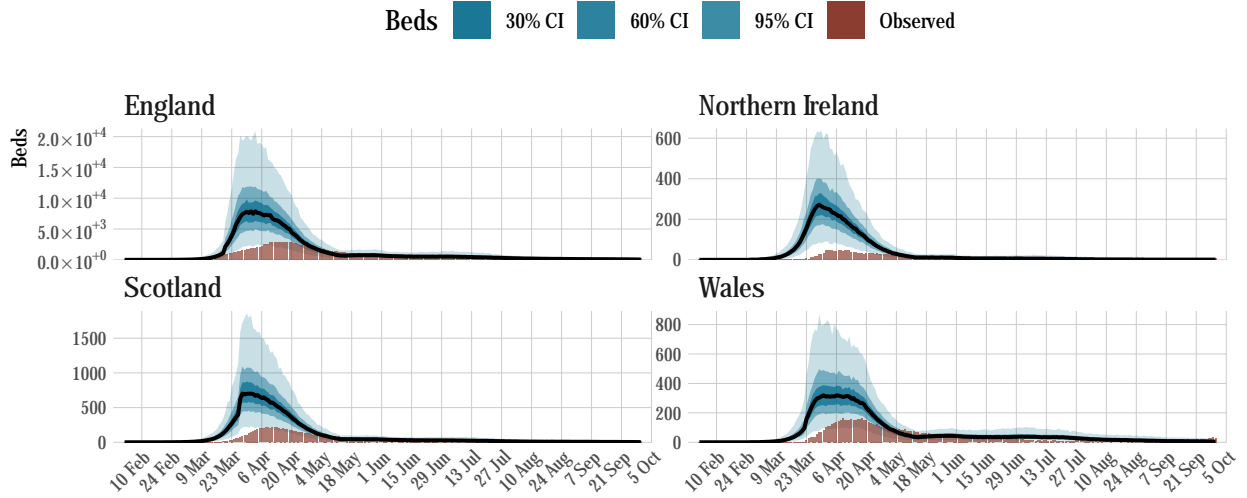 Beds 30% CI 60% CI 95% CI Observed
England
Northern Ireland
Beds
2.0×10⁺⁴
1.5×10⁺⁴
1.0×10⁺⁴
5.0×10⁺³
0.0×10⁺⁰
600
400
200
0
Scotland
Wales
1500
1000
500
0
800
600
400
200
0
10 Feb 24 Feb 9 Mar 23 Mar 6 Apr 20 Apr 4 May 18 May 1 Jun 15 Jun 29 Jun 13 Jul 27 Jul 10 Aug 24 Aug 7 Sep 21 Sep 5 Oct
10 Feb 24 Feb 9 Mar 23 Mar 6 Apr 20 Apr 4 May 18 May 1 Jun 15 Jun 29 Jun 13 Jul 27 Jul 10 Aug 24 Aug 7 Sep 21 Sep 5 Oct